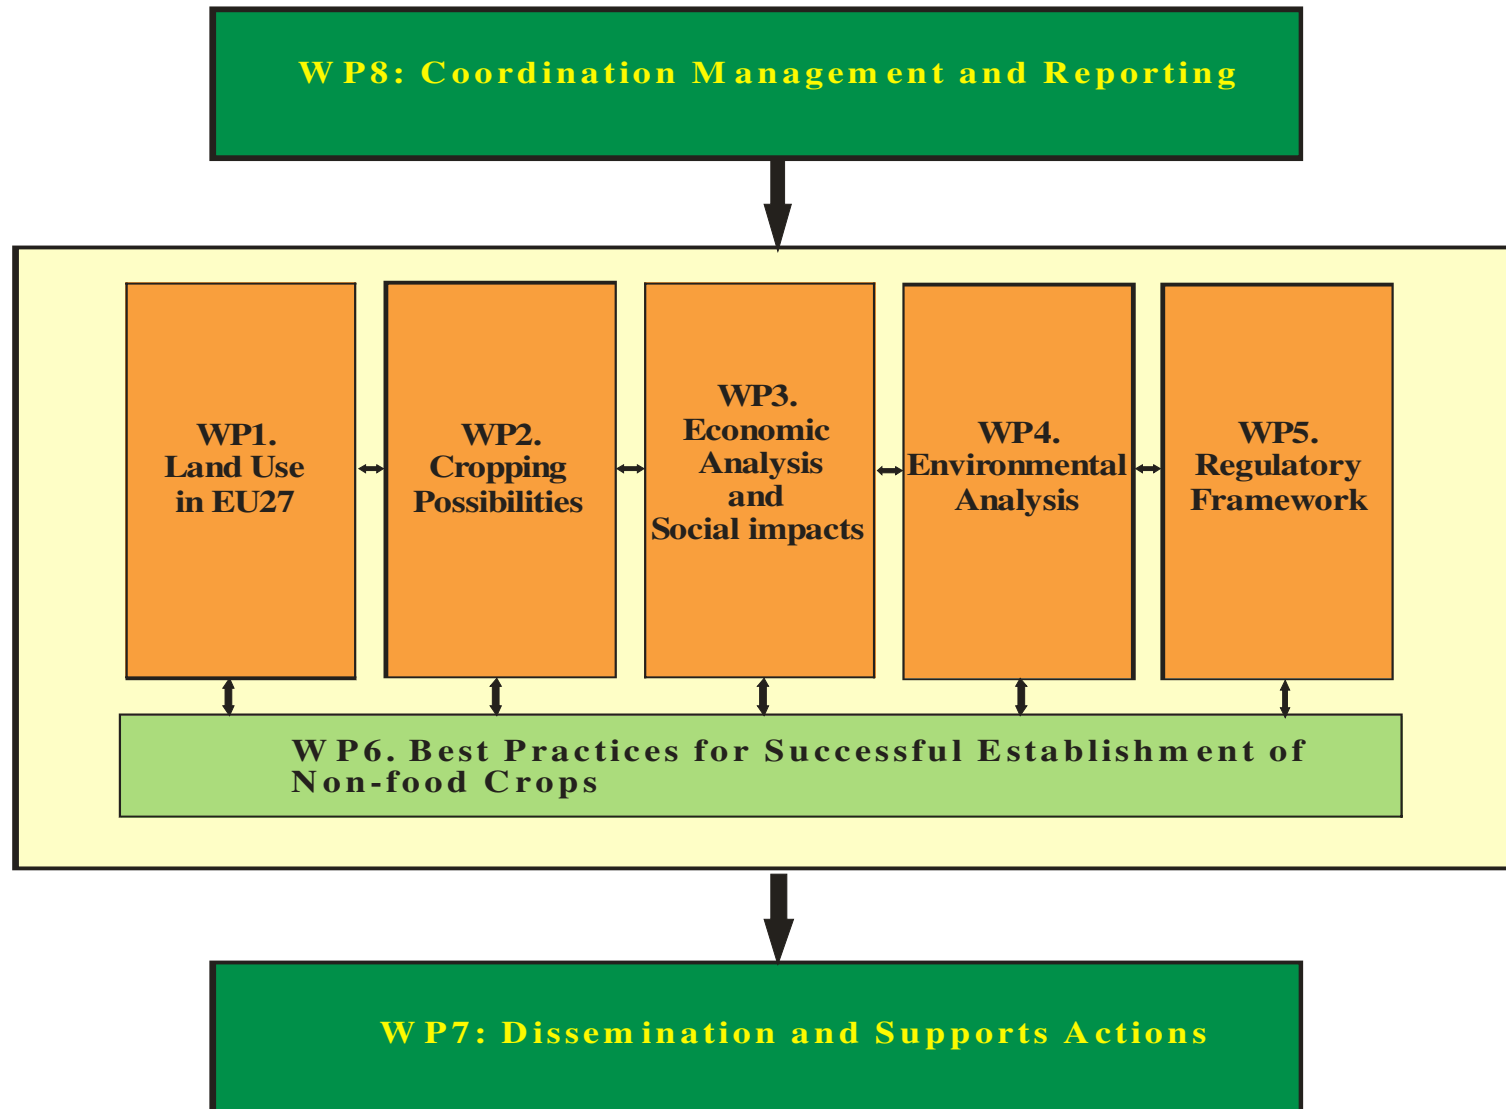 WP8: Coordination Management and Reporting
WP1.
Land Use
in EU27
WP2.
Cropping
Possibilities
WP3.
Economic
Analysis
and
Social impacts
WP4.
Environmental
Analysis
WP5.
Regulatory
Framework
WP6. Best Practices for Successful Establishment of
Non-food Crops
WP7: Dissemination and Supports Actions